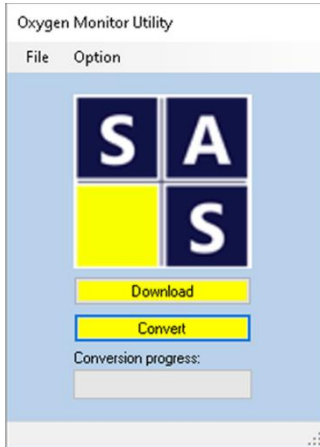 Oxygen Monitor Utility
File Option
S A
S
Download
Convert
Conversion progress: